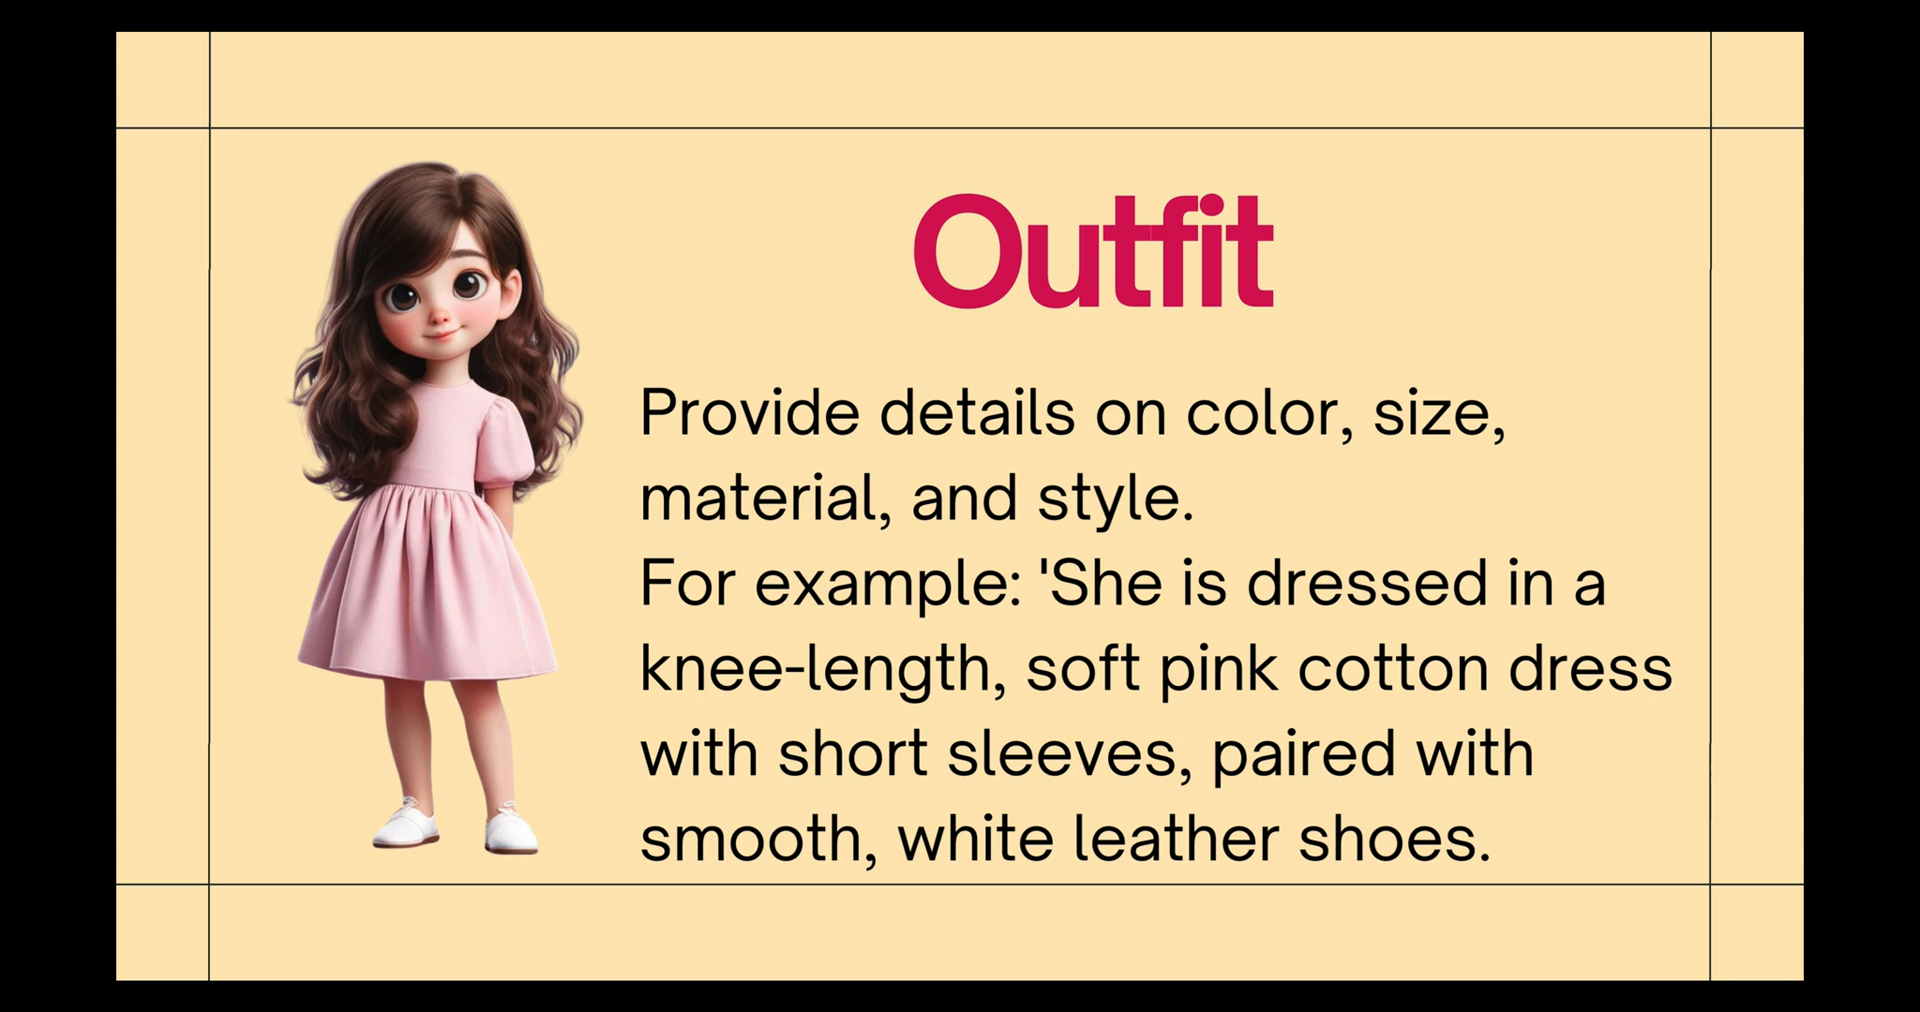 Outfit
Provide details on color, size,
material, and style.
For example: 'She is dressed in a
knee-length, soft pink cotton dress
with short sleeves, paired with
smooth, white leather shoes.